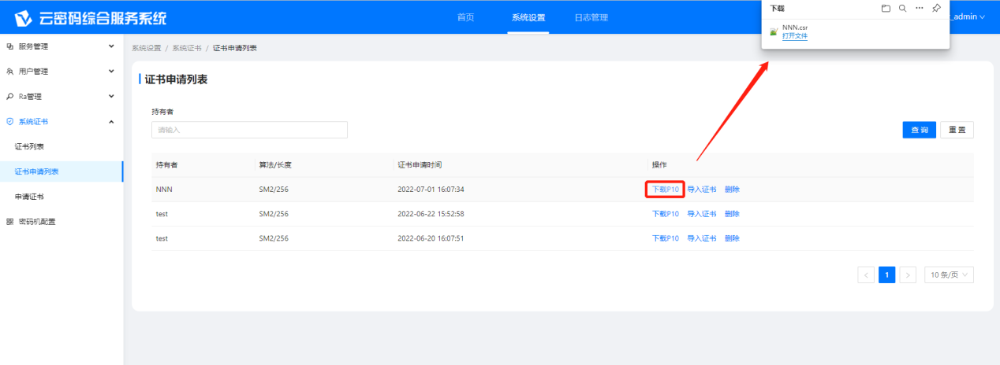 云密码综合服务系统
首页
系统设置
日志管理
_admin
下载
NNN.csr
打开文件
服务管理
用户管理
Ra管理
系统证书
证书列表
证书申请列表
申请证书
密码机配置
系统设置 / 系统证书 / 证书申请列表
证书申请列表
持有者
请输入
查 询
重 置
持有者 算法/长度 证书申请时间 操作
NNN SM2/256 2022-07-01 16:07:34 下载P10 导入证书 删除
test SM2/256 2022-06-22 15:52:58 下载P10 导入证书 删除
test SM2/256 2022-06-20 16:07:51 下载P10 导入证书 删除
1
10 条/页